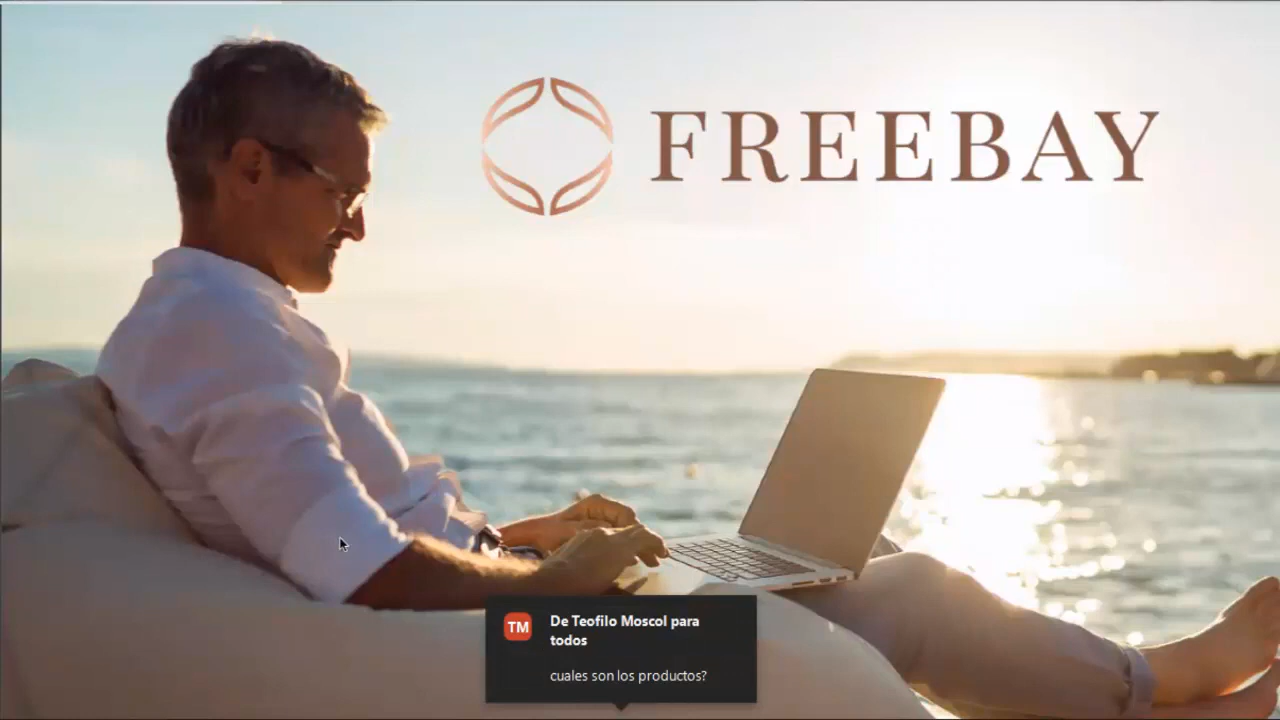 FREEBAY
TM
De Teofilo Moscol para
todos
cuales son los productos?